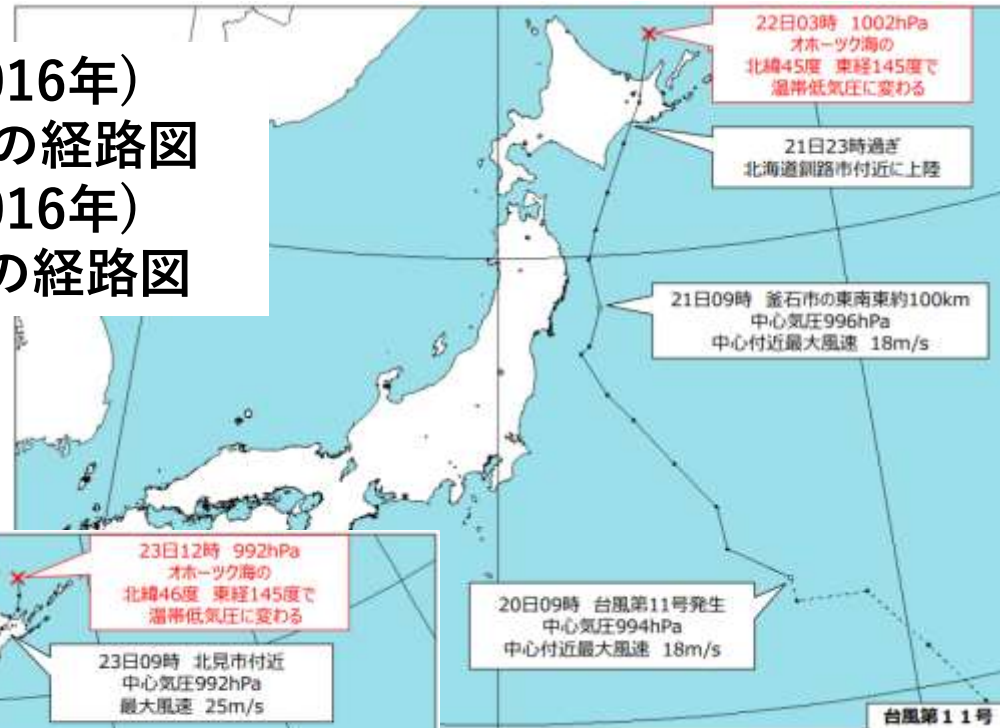 016年）
の経路図
016年）
の経路図
22日03時 1002hPa
オホーツク海の
北緯45度 東経145度で
温帯低気圧に変わる
21日23時過ぎ
北海道釧路市付近に上陸
21日09時 釜石市の東南東約100km
中心気圧996hPa
中心付近最大風速 18m/s
20日09時 台風第11号発生
中心気圧994hPa
中心付近最大風速 18m/s
台風第１１号
23日12時 992hPa
オホーツク海の
北緯46度 東経145度で
温帯低気圧に変わる
23日09時 北見市付近
中心気圧992hPa
最大風速 25m/s